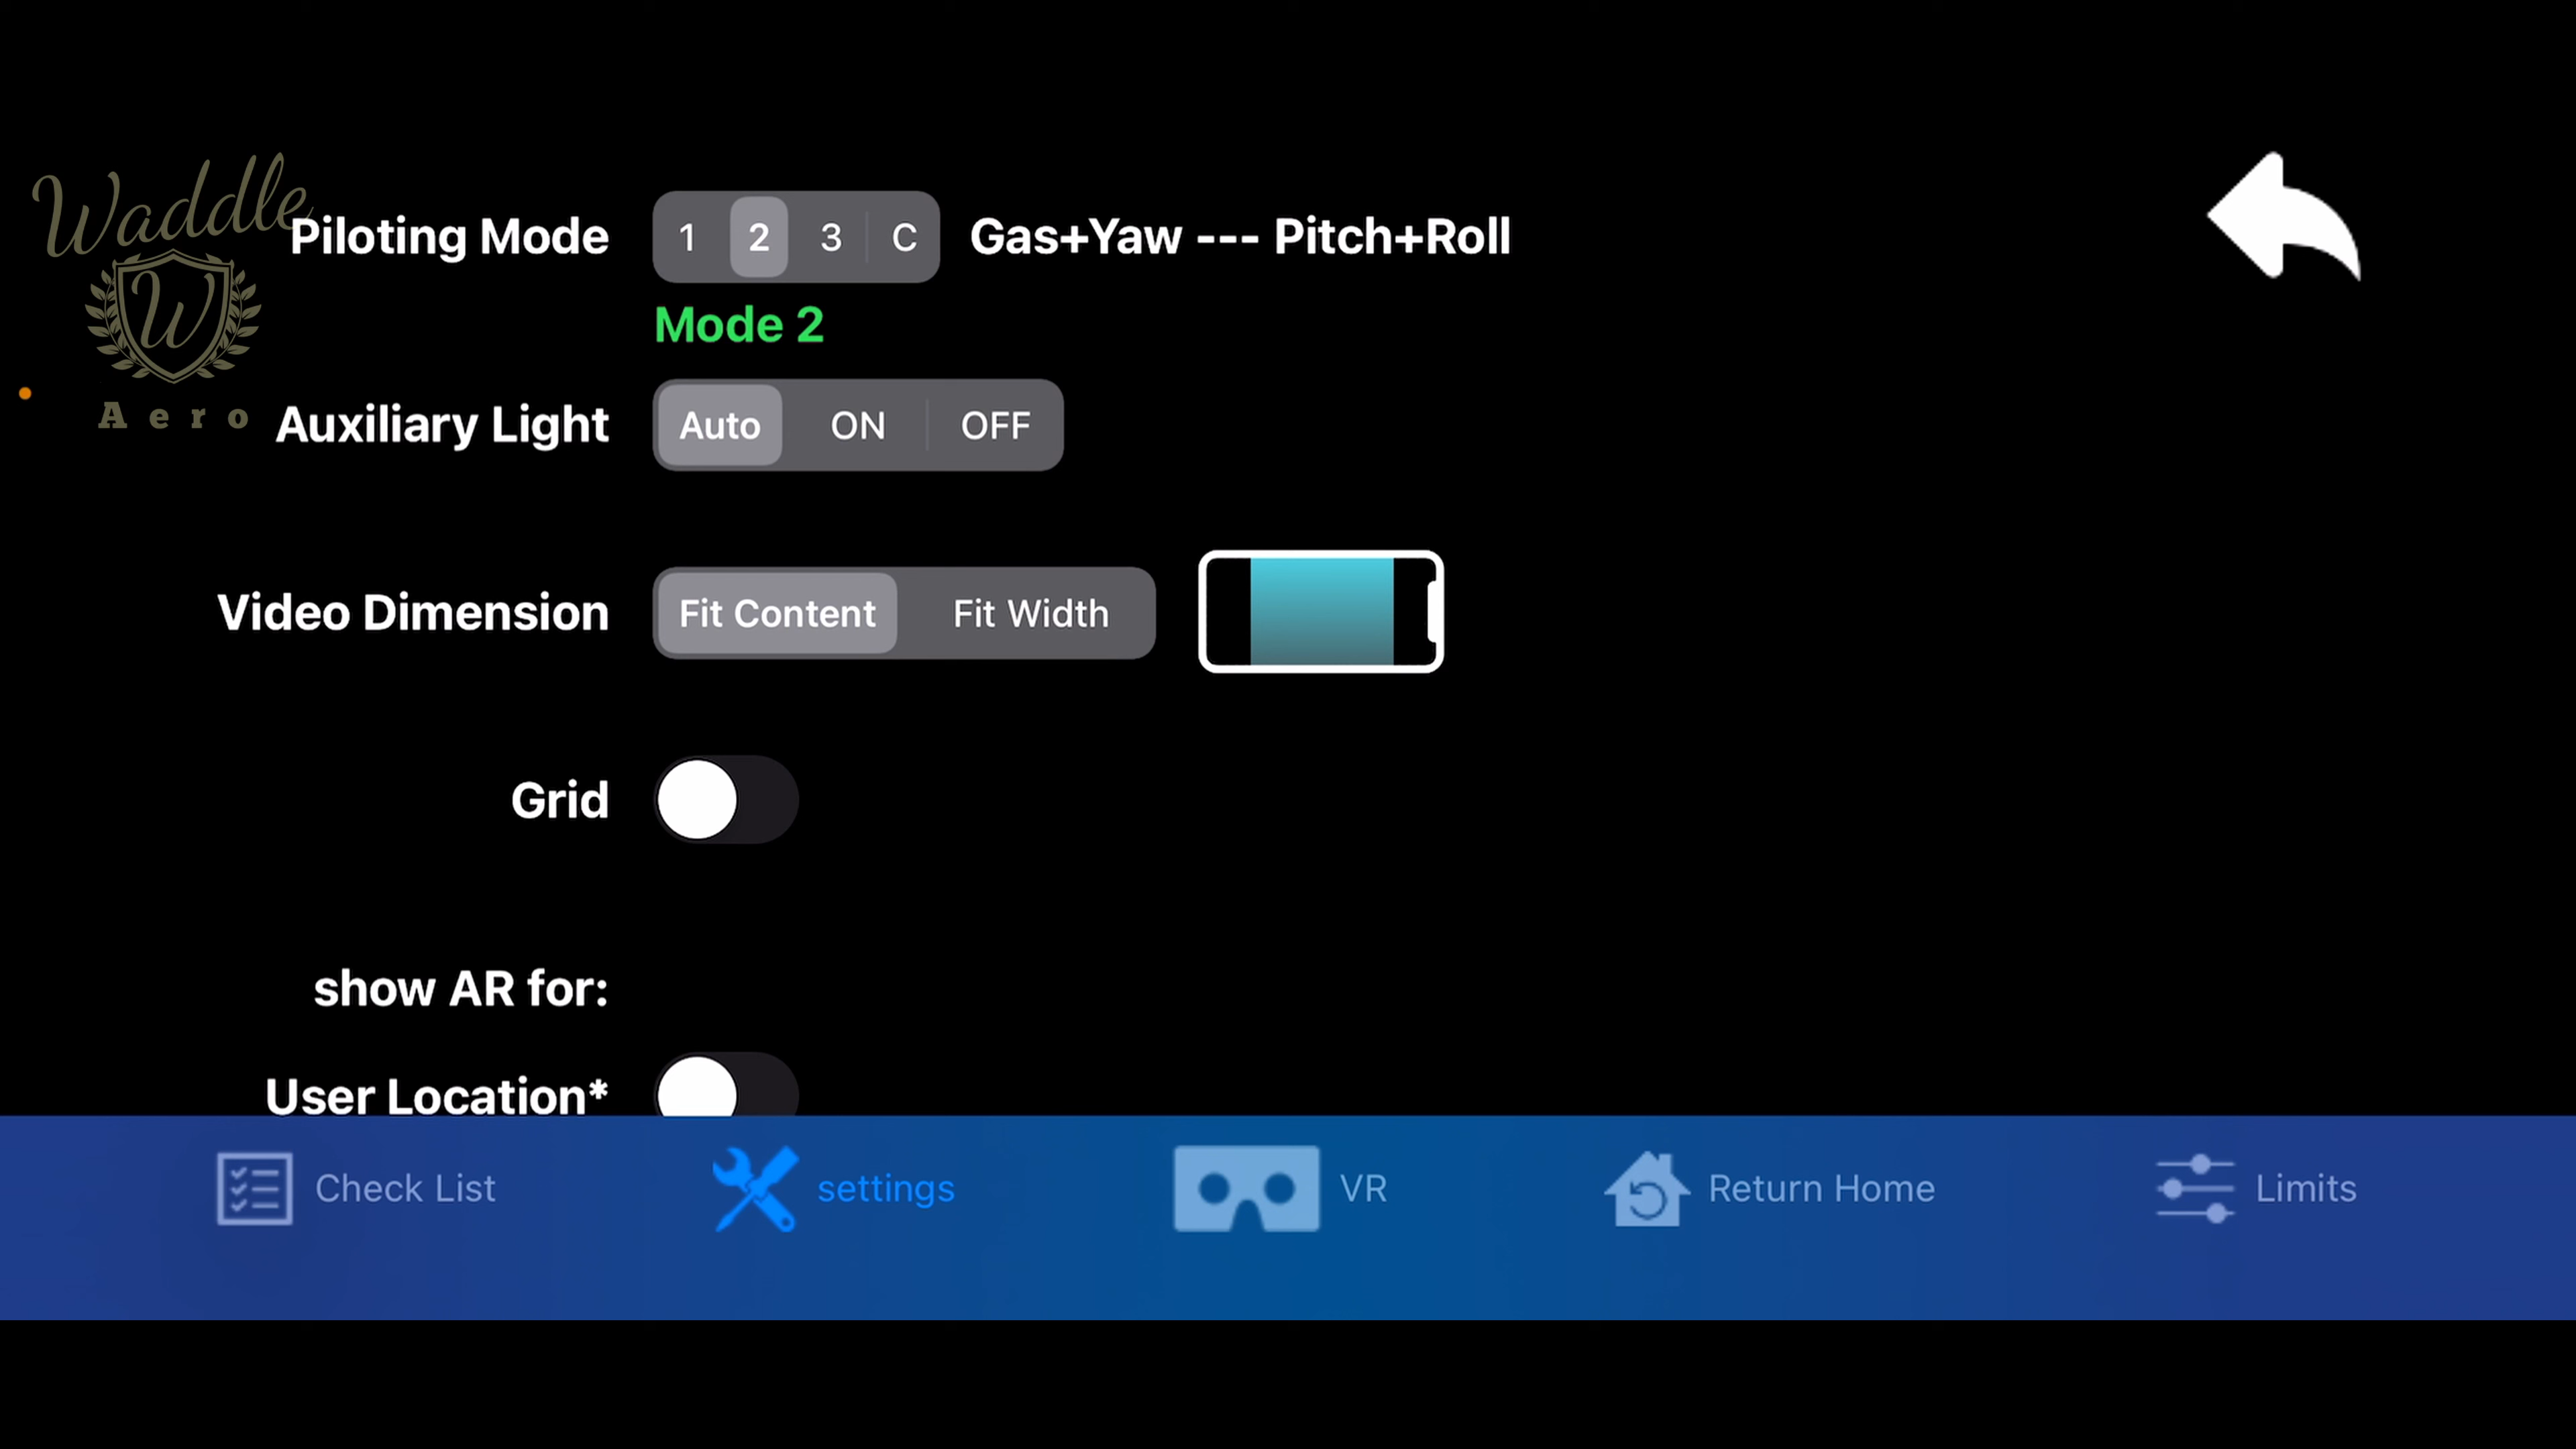 Waddle
W
Aero
Piloting Mode 1 2 3 C Gas+Yaw --- Pitch+Roll
Mode 2
Auxiliary Light Auto ON OFF
Video Dimension Fit Content Fit Width
Grid
show AR for:
User Location*
Check List settings VR Return Home Limits